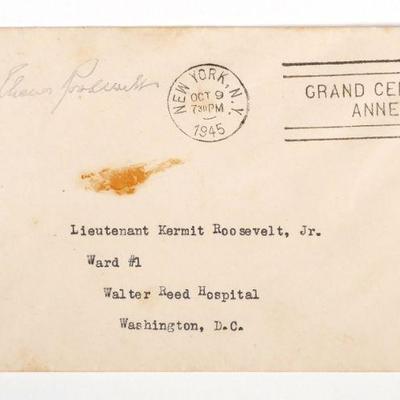 Roosevelt
NEW YORK, N.Y.
OCT 9
7 30 PM
1945
GRAND CE
ANNE
Lieutenant Kermit Roosevelt, Jr.
Ward #1
Walter Reed Hospital
Washington, D.C.